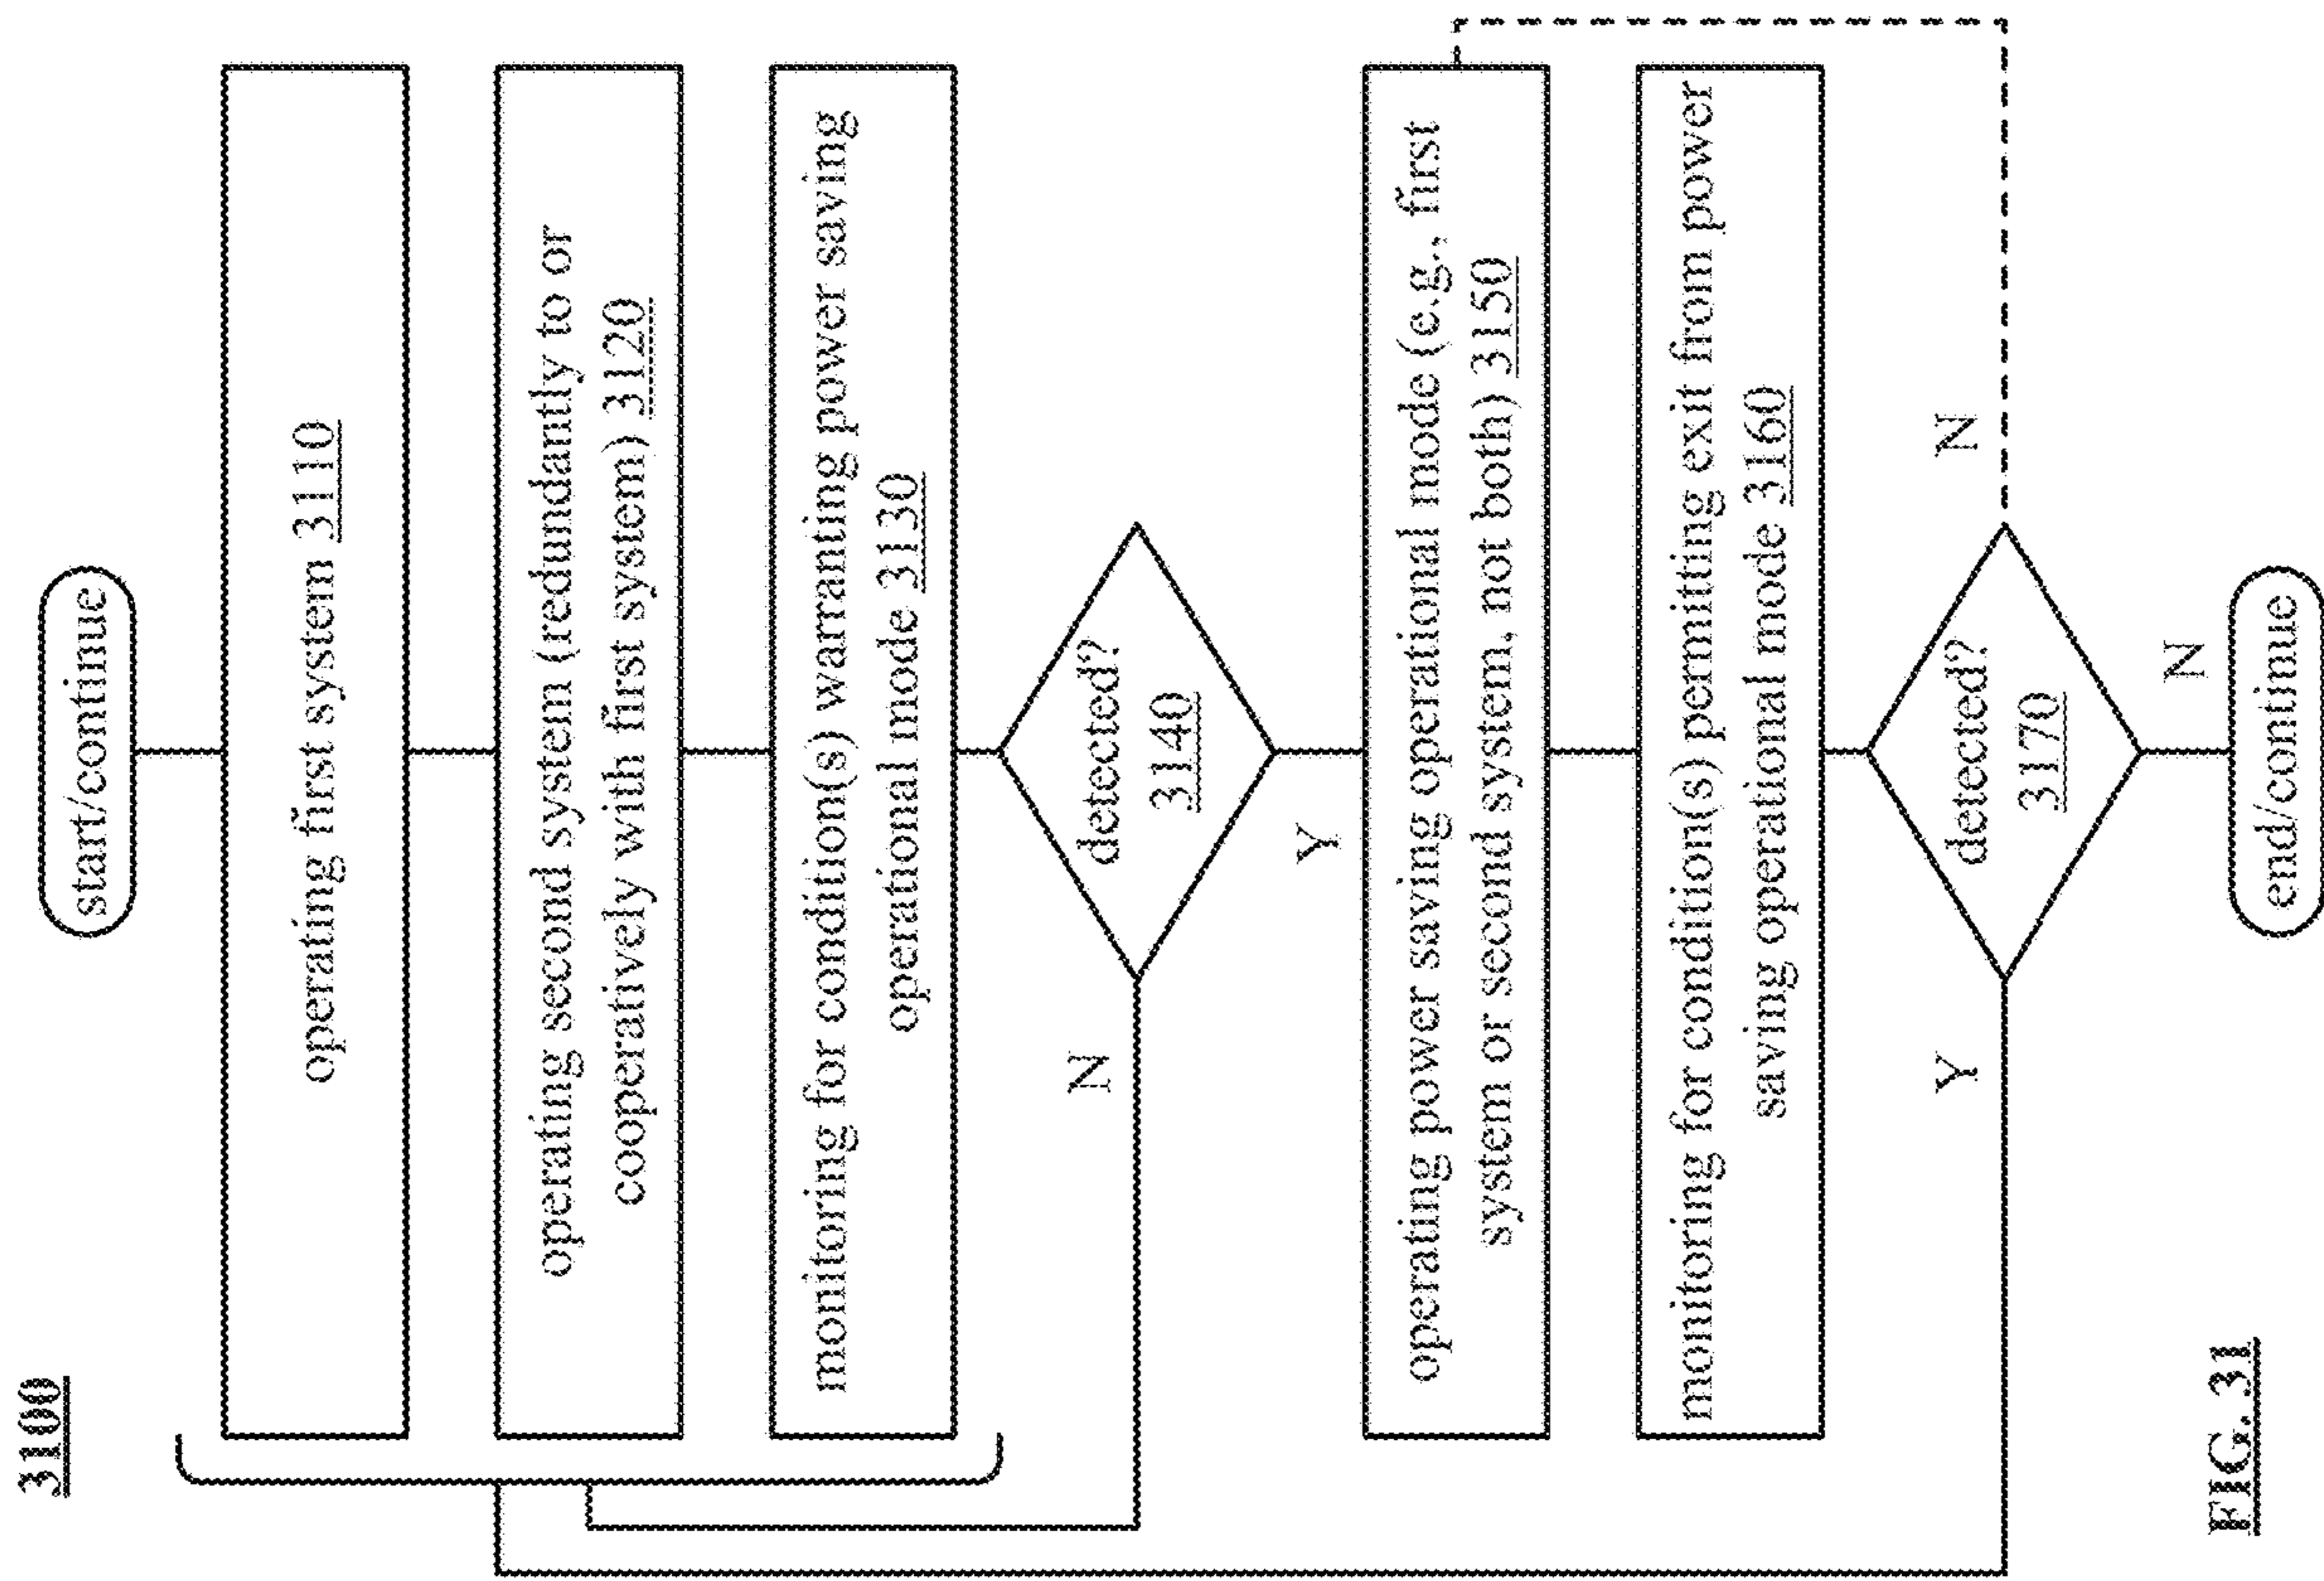 3100
start/continue
operating first system 3110
operating second system (redundantly to or
cooperatively with first system) 3120
monitoring for condition(s) warranting power saving
operational mode 3130
detected?
3140
N
Y
operating power saving operational mode (e.g., first
system or second system, not both) 3150
monitoring for condition(s) permitting exit from power
saving operational mode 3160
detected?
3170
Y
N
N
end/continue
FIG. 31